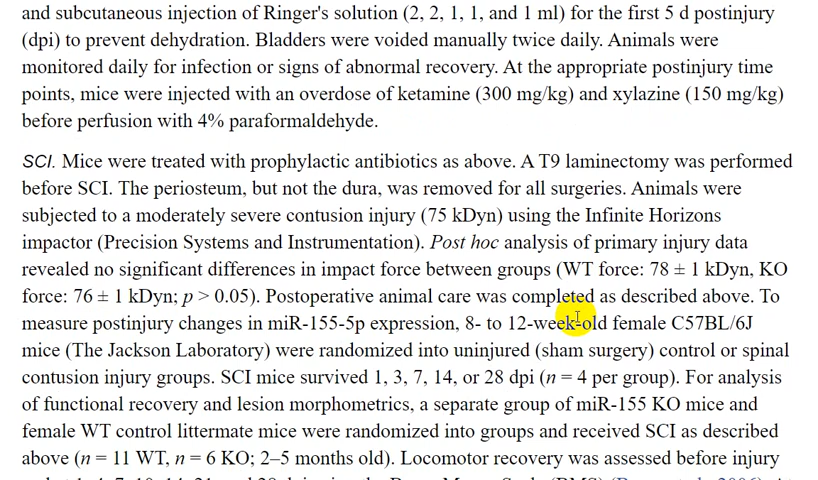 and subcutaneous injection of Ringer's solution (2, 2, 1, 1, and 1 ml) for the first 5 d postinjury
(dpi) to prevent dehydration. Bladders were voided manually twice daily. Animals were
monitored daily for infection or signs of abnormal recovery. At the appropriate postinjury time
points, mice were injected with an overdose of ketamine (300 mg/kg) and xylazine (150 mg/kg)
before perfusion with 4% paraformaldehyde.
SCI. Mice were treated with prophylactic antibiotics as above. A T9 laminectomy was performed
before SCI. The periosteum, but not the dura, was removed for all surgeries. Animals were
subjected to a moderately severe contusion injury (75 kDyn) using the Infinite Horizons
impactor (Precision Systems and Instrumentation). Post hoc analysis of primary injury data
revealed no significant differences in impact force between groups (WT force: 78 ± 1 kDyn, KO
force: 76 ± 1 kDyn; p > 0.05). Postoperative animal care was completed as described above. To
measure postinjury changes in miR-155-5p expression, 8- to 12-week-old female C57BL/6J
mice (The Jackson Laboratory) were randomized into uninjured (sham surgery) control or spinal
contusion injury groups. SCI mice survived 1, 3, 7, 14, or 28 dpi (n = 4 per group). For analysis
of functional recovery and lesion morphometrics, a separate group of miR-155 KO mice and
female WT control littermate mice were randomized into groups and received SCI as described
above (n = 11 WT, n = 6 KO; 2–5 months old). Locomotor recovery was assessed before injury